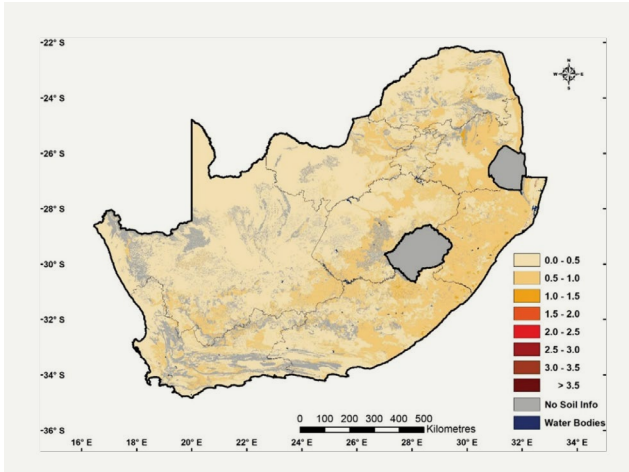 22° S
24° S
26° S
28° S
30° S
32° S
34° S
36° S
N
W E
S
0.0 - 0.5
0.5 - 1.0
1.0 - 1.5
1.5 - 2.0
2.0 - 2.5
2.5 - 3.0
3.0 - 3.5
> 3.5
No Soil Info
Water Bodies
0 100 200 300 400 500
Kilometres
16° E 18° E 20° E 22° E 24° E 26° E 28° E 30° E 32° E 34° E